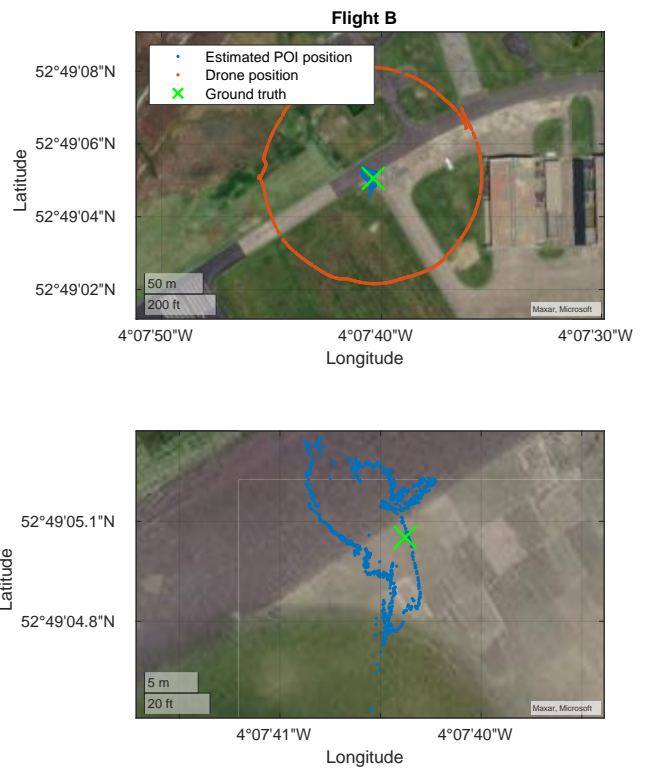 Flight B
Estimated POI position
Drone position
Ground truth
52°49'08"N
52°49'06"N
52°49'04"N
52°49'02"N
Latitude
50 m
200 ft
Maxar, Microsoft
4°07'50"W
4°07'40"W
4°07'30"W
Longitude
52°49'05.1"N
52°49'04.8"N
Latitude
5 m
20 ft
Maxar, Microsoft
4°07'41"W
4°07'40"W
Longitude